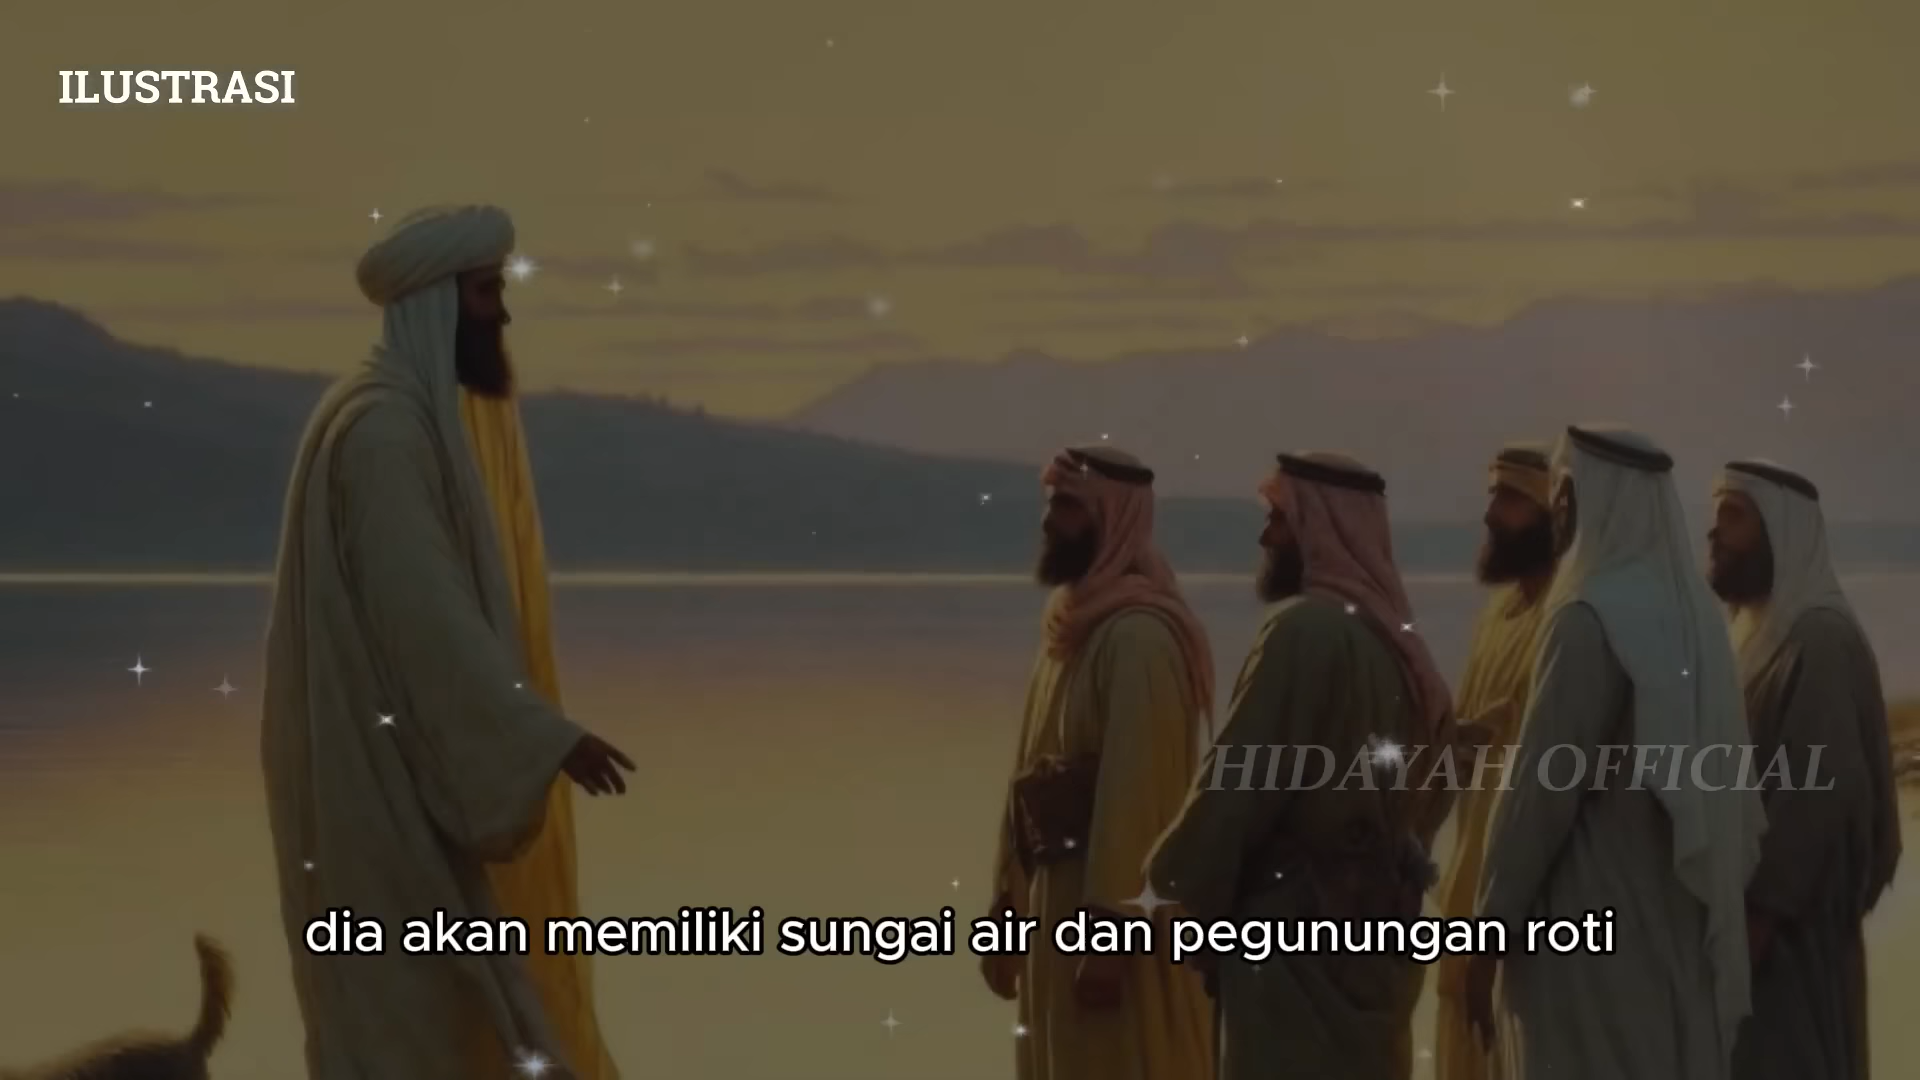 ILUSTRASI
HIDAYAH OFFICIAL
dia akan memiliki sungai air dan pegunungan roti